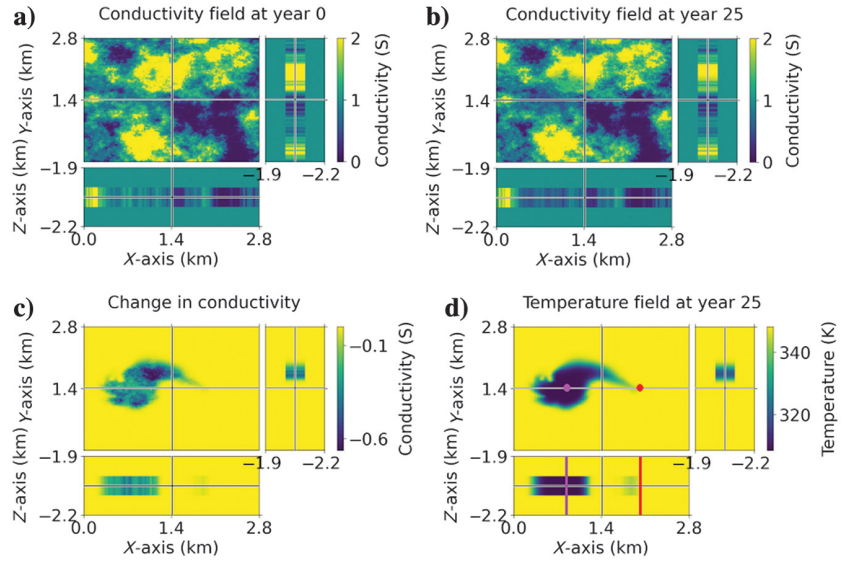 a) Conductivity field at year 0
2.8
1.4
Y-axis (km)
2
1
0
Conductivity (S)
−1.9
−2.2
Z-axis (km)
−1.9 −2.2
0.0 1.4 2.8
X-axis (km)
b) Conductivity field at year 25
2.8
1.4
Y-axis (km)
2
1
0
Conductivity (S)
−1.9
−2.2
Z-axis (km)
−1.9 −2.2
0.0 1.4 2.8
X-axis (km)
c) Change in conductivity
2.8
1.4
Y-axis (km)
−0.1
−0.6
Conductivity (S)
−1.9
−2.2
Z-axis (km)
−1.9 −2.2
0.0 1.4 2.8
X-axis (km)
d) Temperature field at year 25
2.8
1.4
Y-axis (km)
340
320
Temperature (K)
−1.9
−2.2
Z-axis (km)
−1.9 −2.2
0.0 1.4 2.8
X-axis (km)